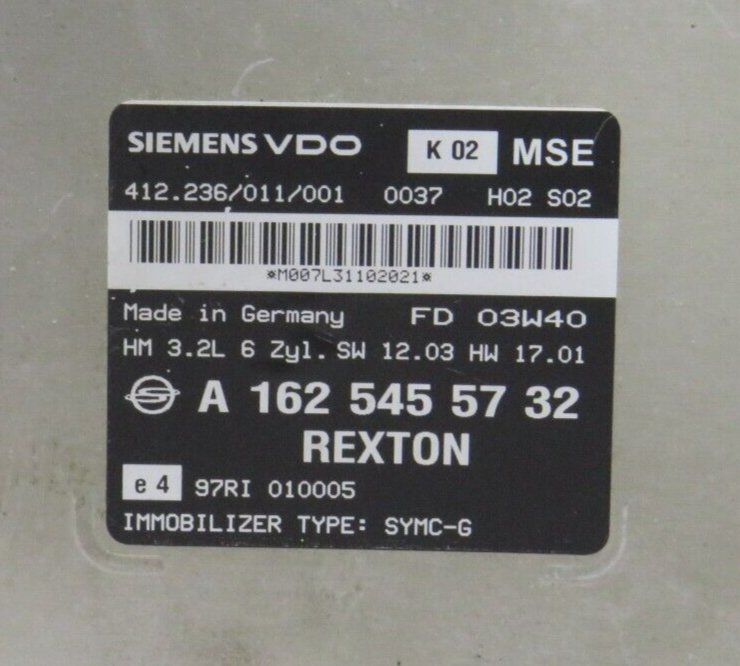 SIEMENS VDO K 02 MSE
412.236/011/001 0037 H02 S02
*M007L31102021*
Made in Germany FD 03W40
HM 3.2L 6 Zyl. SW 12.03 HW 17.01
A 162 545 57 32
REXTON
e 4 97RI 010005
IMMOBILIZER TYPE: SYMC-G